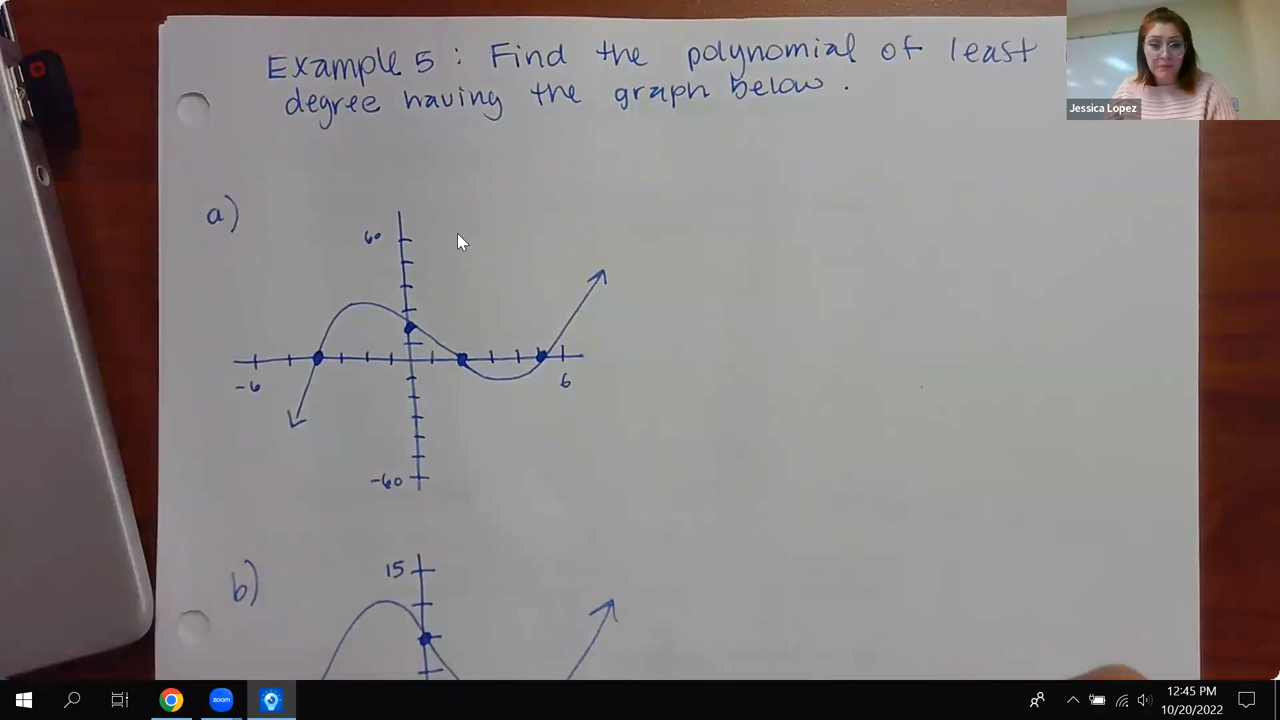 Example 5 : Find the polynomial of least
degree having the graph below .
Jessica Lopez
a)
60
-6
6
-60
b)
15
zoom
12:45 PM
10/20/2022